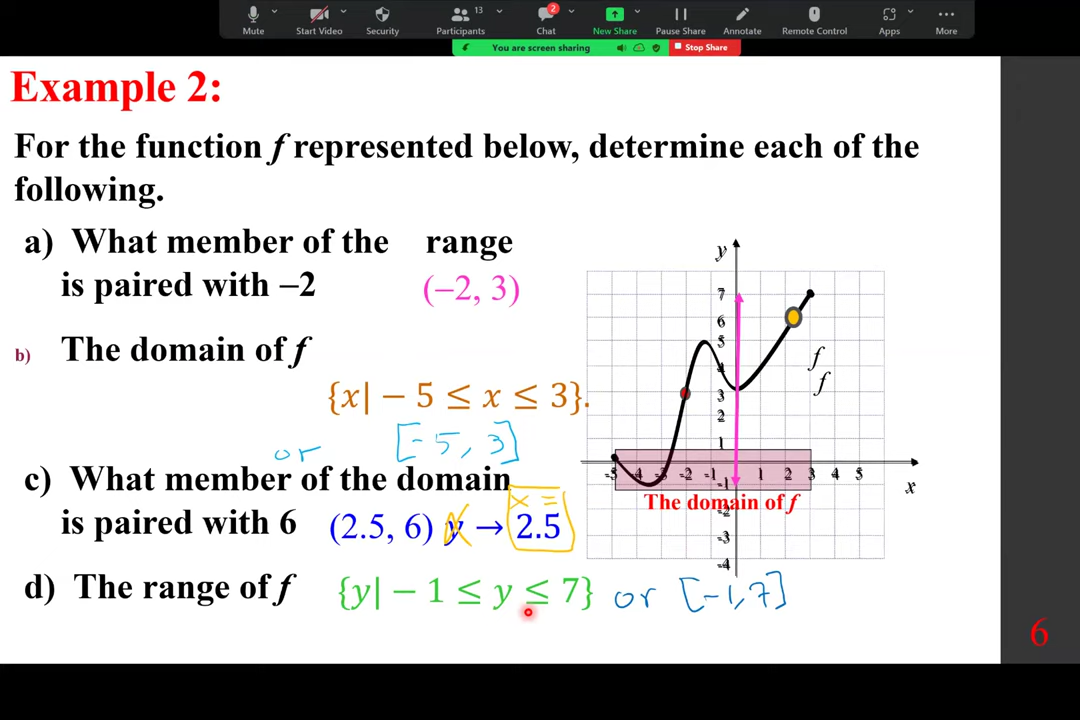 Mute Start Video Security Participants 13 Chat 2 New Share Pause Share Annotate Remote Control Apps More
You are screen sharing Stop Share
Example 2:
For the function f represented below, determine each of the
following.
a) What member of the range
is paired with –2 (–2, 3)
b) The domain of f
{x| − 5 ≤ x ≤ 3}.
or [-5, 3]
c) What member of the domain
x =
is paired with 6 (2.5, 6) y → 2.5
d) The range of f {y| − 1 ≤ y ≤ 7} or [-1, 7]
y
7
6
5
4
3
2
1
-5 -4 -3 -2 -1 1 2 3 4 5
x
-1
-2
-3
-4
f
f
The domain of f
6